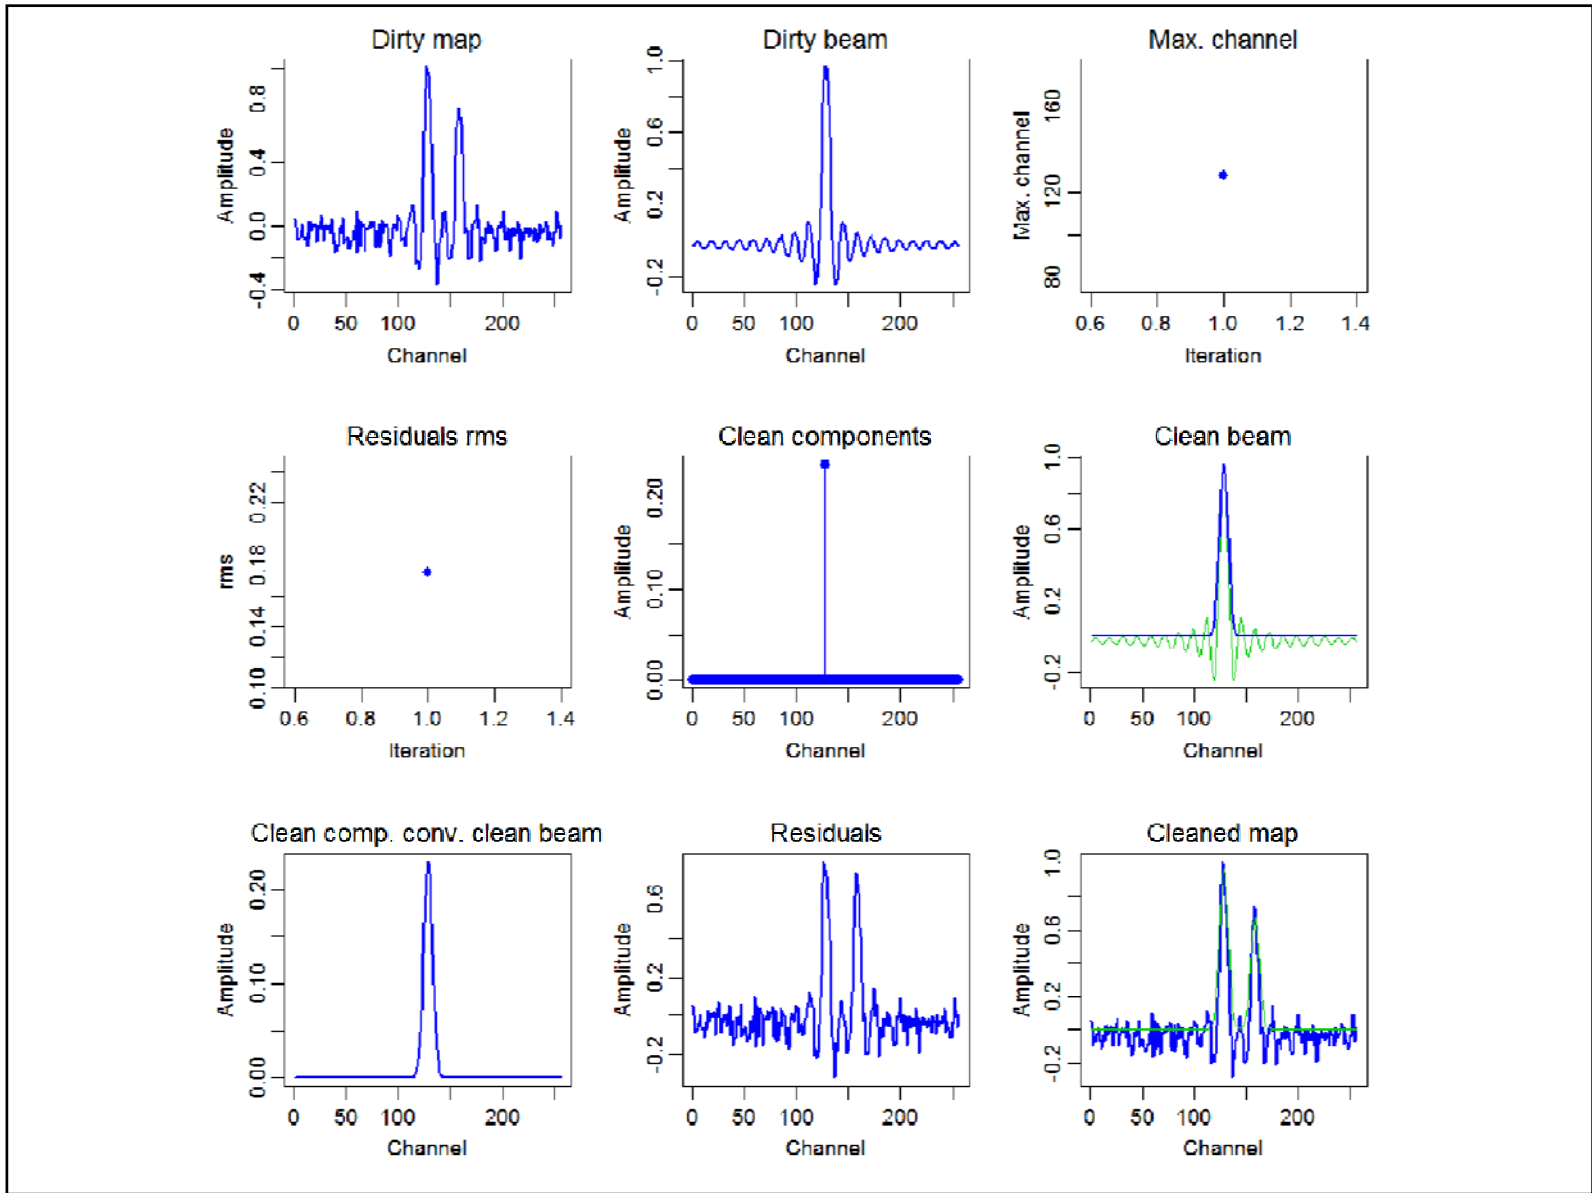 Dirty map
Dirty beam
Max. channel
Amplitude
-0.4 0.0 0.4 0.8
0 50 100 200
Channel
Amplitude
-0.2 0.2 0.6 1.0
0 50 100 200
Channel
Max. channel
80 120 160
0.6 0.8 1.0 1.2 1.4
Iteration
Residuals rms
Clean components
Clean beam
rms
0.10 0.14 0.18 0.22
0.6 0.8 1.0 1.2 1.4
Iteration
Amplitude
0.00 0.10 0.20
0 50 100 200
Channel
Amplitude
-0.2 0.2 0.6 1.0
0 50 100 200
Channel
Clean comp. conv. clean beam
Residuals
Cleaned map
Amplitude
0.00 0.10 0.20
0 50 100 200
Channel
Amplitude
-0.2 0.2 0.6
0 50 100 200
Channel
Amplitude
-0.2 0.2 0.6 1.0
0 50 100 200
Channel